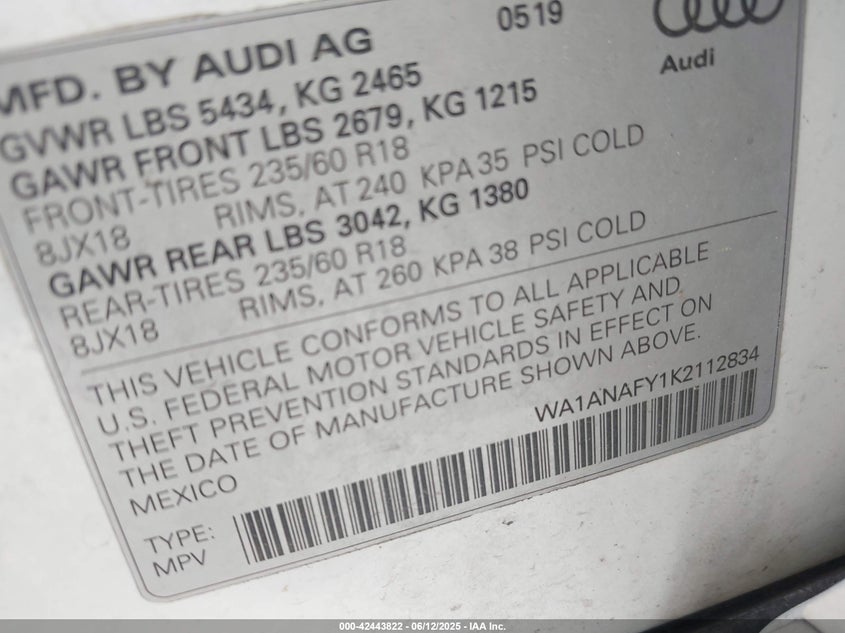 0519
Audi
MFD. BY AUDI AG
GVWR LBS 5434, KG 2465
GAWR FRONT LBS 2679, KG 1215
FRONT-TIRES 235/60 R18
8JX18 RIMS, AT 240 KPA 35 PSI COLD
GAWR REAR LBS 3042, KG 1380
REAR-TIRES 235/60 R18
8JX18 RIMS, AT 260 KPA 38 PSI COLD
THIS VEHICLE CONFORMS TO ALL APPLICABLE
U.S. FEDERAL MOTOR VEHICLE SAFETY AND
THEFT PREVENTION STANDARDS IN EFFECT ON
THE DATE OF MANUFACTURE SHOWN ABOVE.
MEXICO
WA1ANAFY1K2112834
TYPE:
MPV
000-42443822 - 06/12/2025 - IAA Inc.